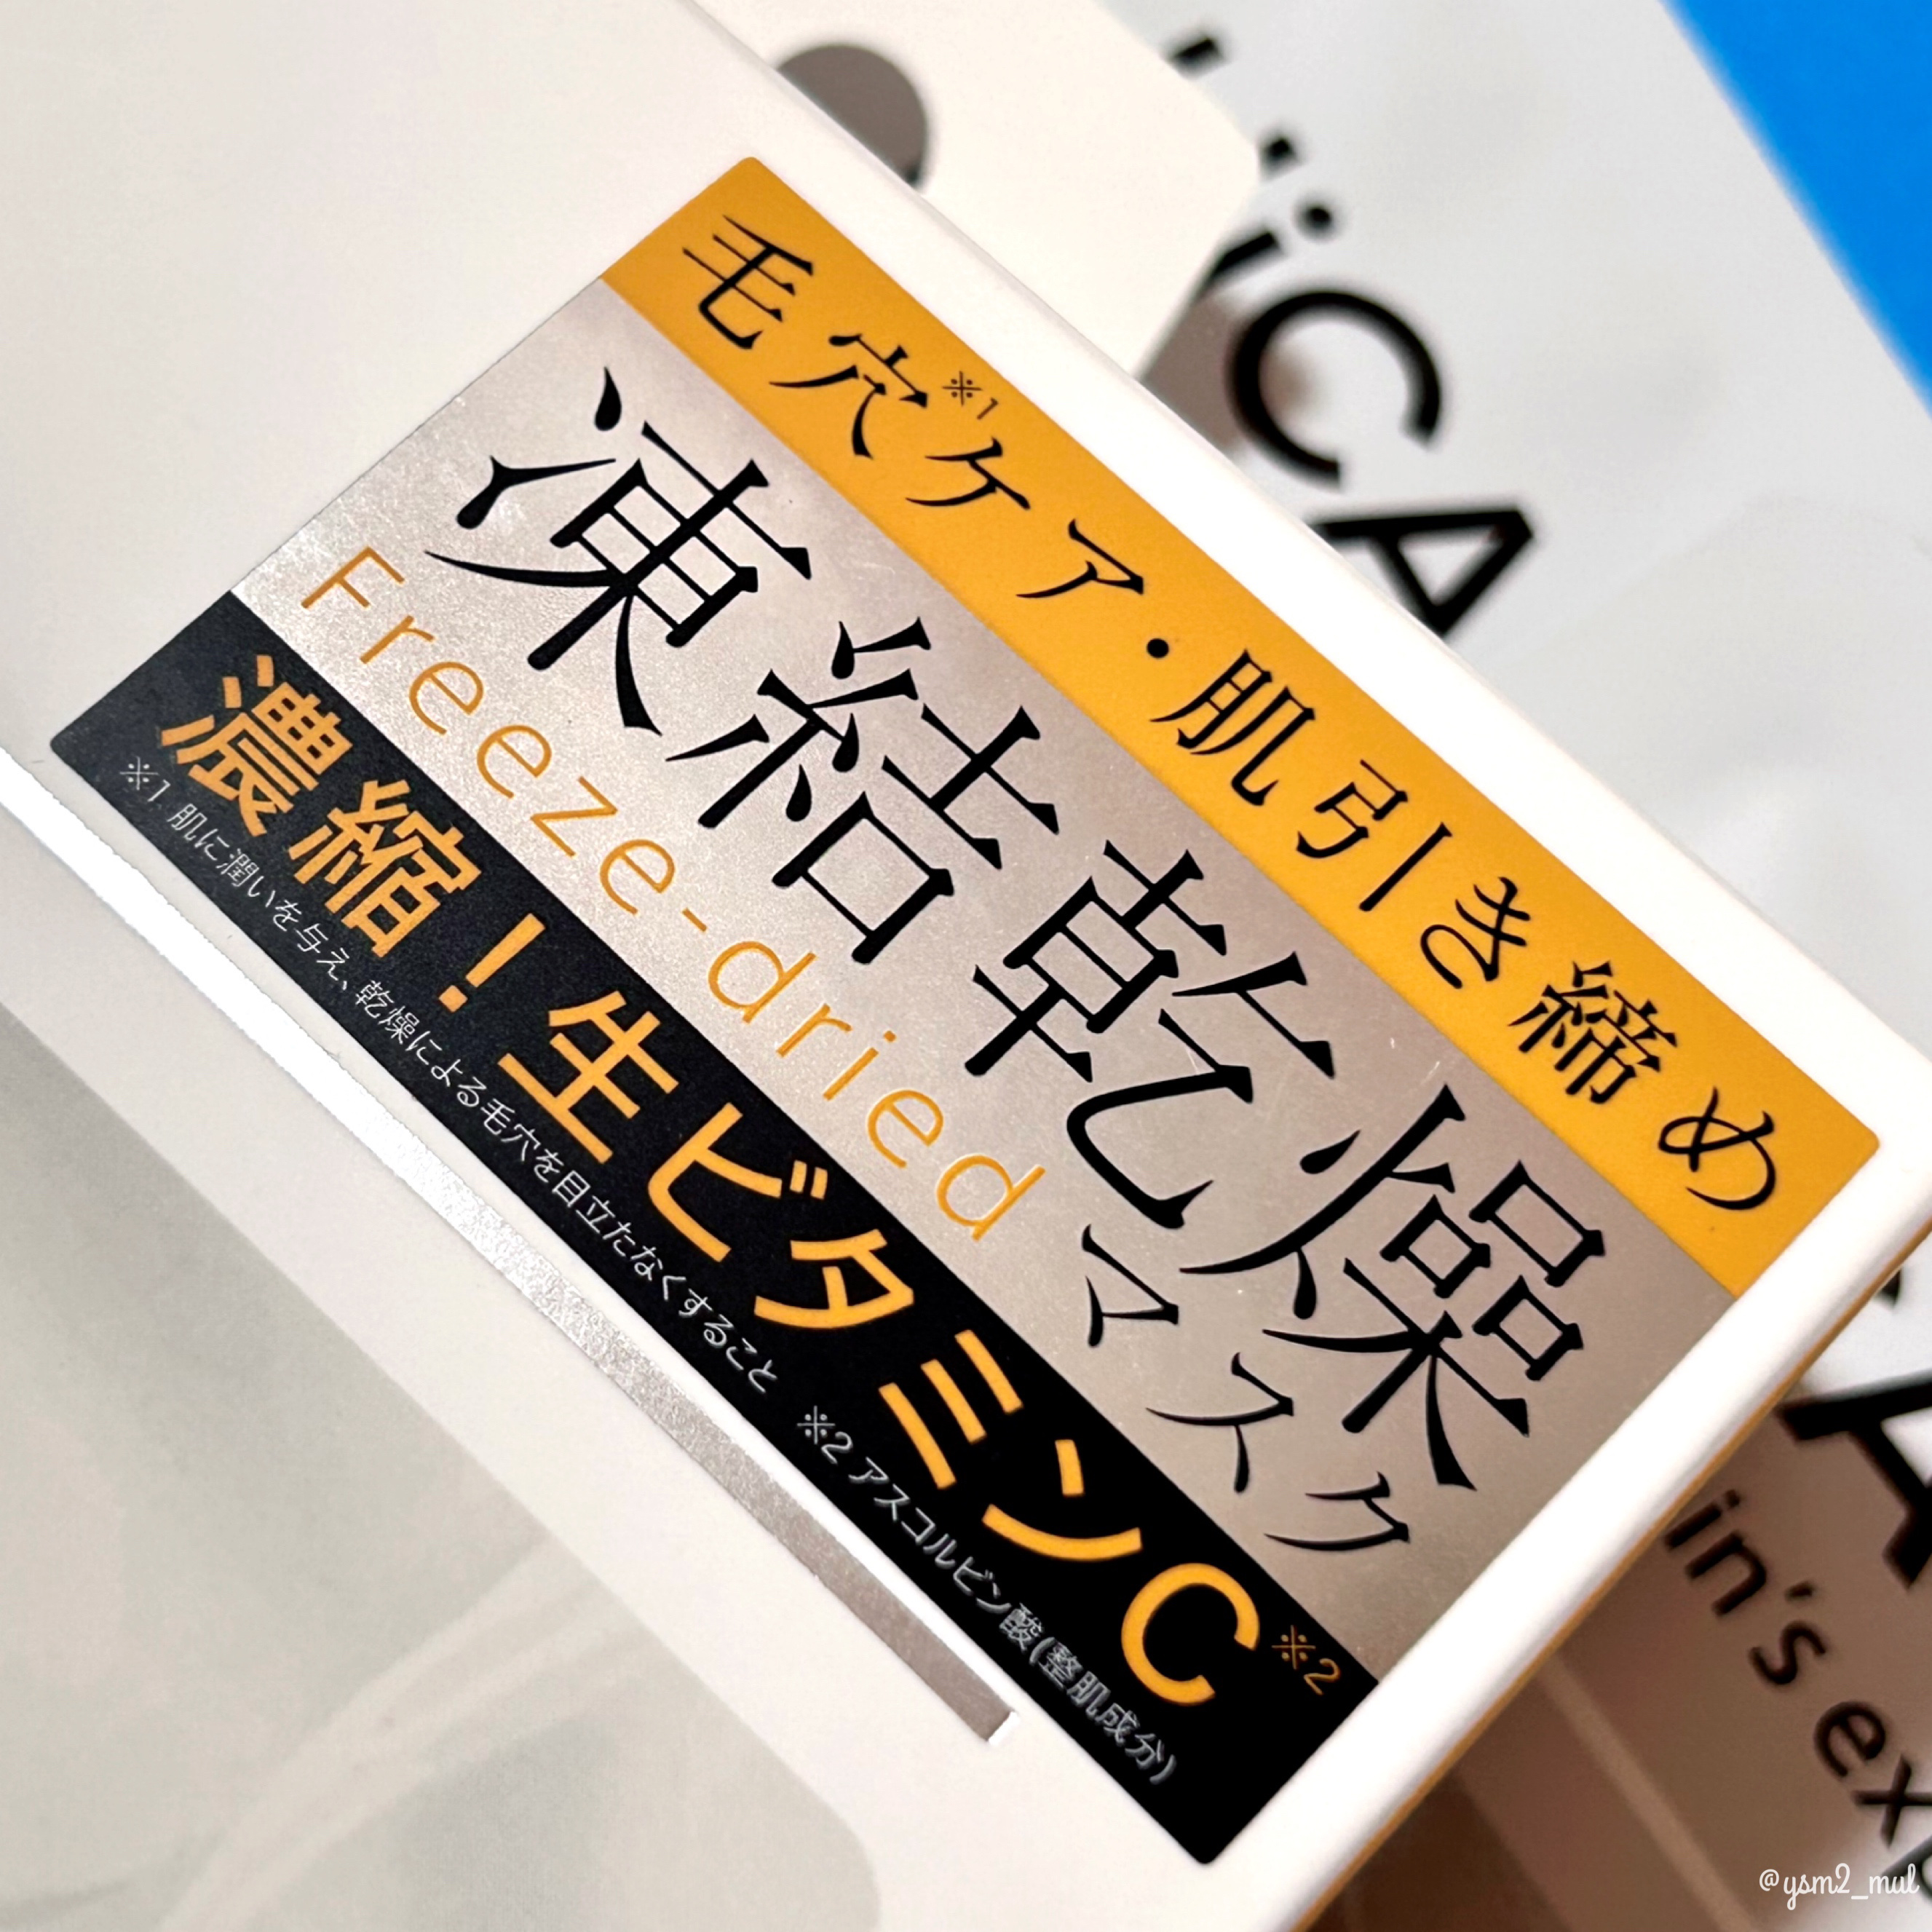 毛穴※1ケア・肌引き締め
凍結乾燥
Freeze-dried マスク
濃縮！生ビタミンC※2
※1 肌に潤いを与え、乾燥による毛穴を目立たなくすること ※2 アスコルビン酸(整肌成分)
iCA
in's ex
@ysm2_mul